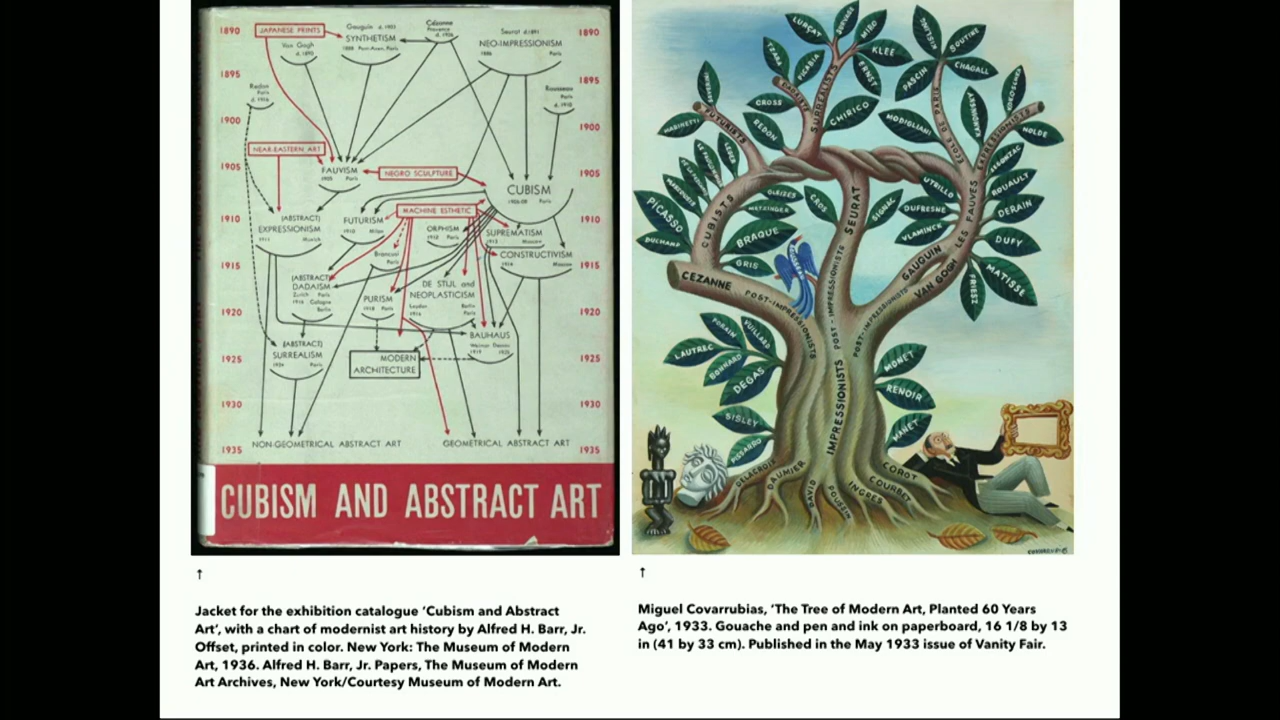 1890
JAPANESE PRINTS
Gauguin d. 1903
SYNTHETISM
1888 Pont-Aven, Paris
Van Gogh
d. 1890
Cézanne
Provence
d. 1906
Seurat d. 1891
NEO-IMPRESSIONISM
1886 Paris
1890
1895
1895
Redon
Paris
d. 1916
Rousseau
Paris
d. 1910
1900
1900
NEAR-EASTERN ART
1905
FAUVISM
1905 Paris
NEGRO SCULPTURE
1905
CUBISM
1906-08 Paris
MACHINE ESTHETIC
1910
(ABSTRACT)
EXPRESSIONISM
1911 Munich
FUTURISM
1910 Milan
ORPHISM
1912 Paris
SUPREMATISM
1913 Moscow
1910
Brancusi
Paris
CONSTRUCTIVISM
1914 Moscow
1915
(ABSTRACT)
DADAISM
Zurich Paris
1916 Cologne
Berlin
PURISM
1918 Paris
DE STIJL and
NEOPLASTICISM
Leyden Berlin
1916 Paris
1915
1920
1920
BAUHAUS
Weimar Dessau
1919 1925
(ABSTRACT)
SURREALISM
1924 Paris
MODERN
ARCHITECTURE
1925
1925
1930
1930
NON-GEOMETRICAL ABSTRACT ART
GEOMETRICAL ABSTRACT ART
1935
1935
CUBISM AND ABSTRACT ART
LURÇAT
MIRO
KLEE
ERNST
TZARA
PICABIA
DADAISTS
SURREALISTS
CHIRICO
GROSS
REDON
SOUTINE
CHAGALL
PASCIN
MODIGLIANI
ECOLE DE PARIS
KANDINSKY
KOKOSCHKA
NOLDE
EXPRESSIONISTS
MARINETTI
FUTURISTS
LEGER
MARCOUSSIS
PICASSO
DUCHAMP
CUBISTS
GLEIZES
METZINGER
BRAQUE
GRIS
CROSS
SEURAT
SIGNAC
UTRILLO
DUFRESNE
VLAMINCK
SEGONZAC
ROUAULT
DERAIN
DUFY
MATISSE
FRIESZ
LES FAUVES
GAUGUIN
VAN GOGH
CEZANNE
POST-IMPRESSIONISTS
POST-IMPRESSIONISTS
POST-IMPRESSIONISTS
LAUTREC
FORAIN
VUILLARD
BONNARD
DEGAS
SISLEY
PISSARRO
MONET
RENOIR
MANET
IMPRESSIONISTS
DELACROIX
DAUMIER
DAVID
POUSSIN
INGRES
COURBET
COROT
COVARRUBIAS
↑
Jacket for the exhibition catalogue ‘Cubism and Abstract
Art‘, with a chart of modernist art history by Alfred H. Barr, Jr.
Offset, printed in color. New York: The Museum of Modern
Art, 1936. Alfred H. Barr, Jr. Papers, The Museum of Modern
Art Archives, New York/Courtesy Museum of Modern Art.
↑
Miguel Covarrubias, ‘The Tree of Modern Art, Planted 60 Years
Ago’, 1933. Gouache and pen and ink on paperboard, 16 1/8 by 13
in (41 by 33 cm). Published in the May 1933 issue of Vanity Fair.